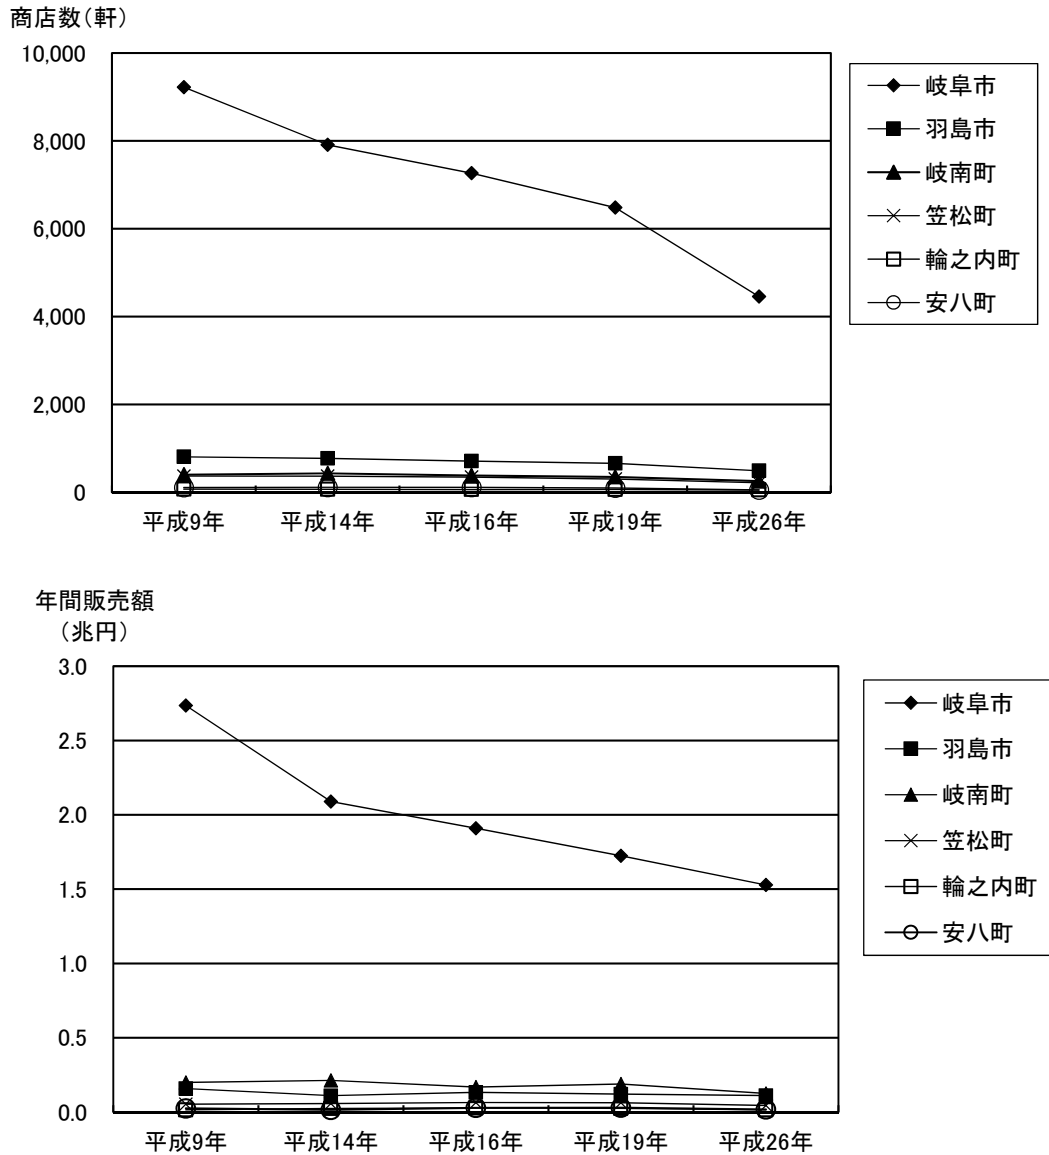 商店数（軒）
10,000
8,000
6,000
4,000
2,000
0
平成9年 平成14年 平成16年 平成19年 平成26年
岐阜市
羽島市
岐南町
笠松町
輪之内町
安八町
年間販売額
（兆円）
3.0
2.5
2.0
1.5
1.0
0.5
0.0
平成9年 平成14年 平成16年 平成19年 平成26年
岐阜市
羽島市
岐南町
笠松町
輪之内町
安八町